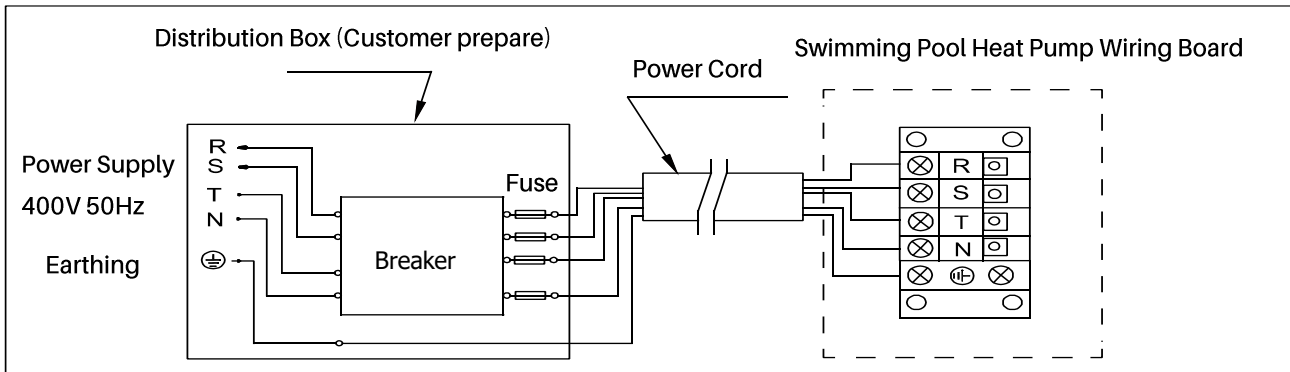 Distribution Box (Customer prepare)
Swimming Pool Heat Pump Wiring Board
Power Cord
Power Supply
400V 50Hz
Earthing
R
S
T
N
Fuse
Breaker
R
S
T
N